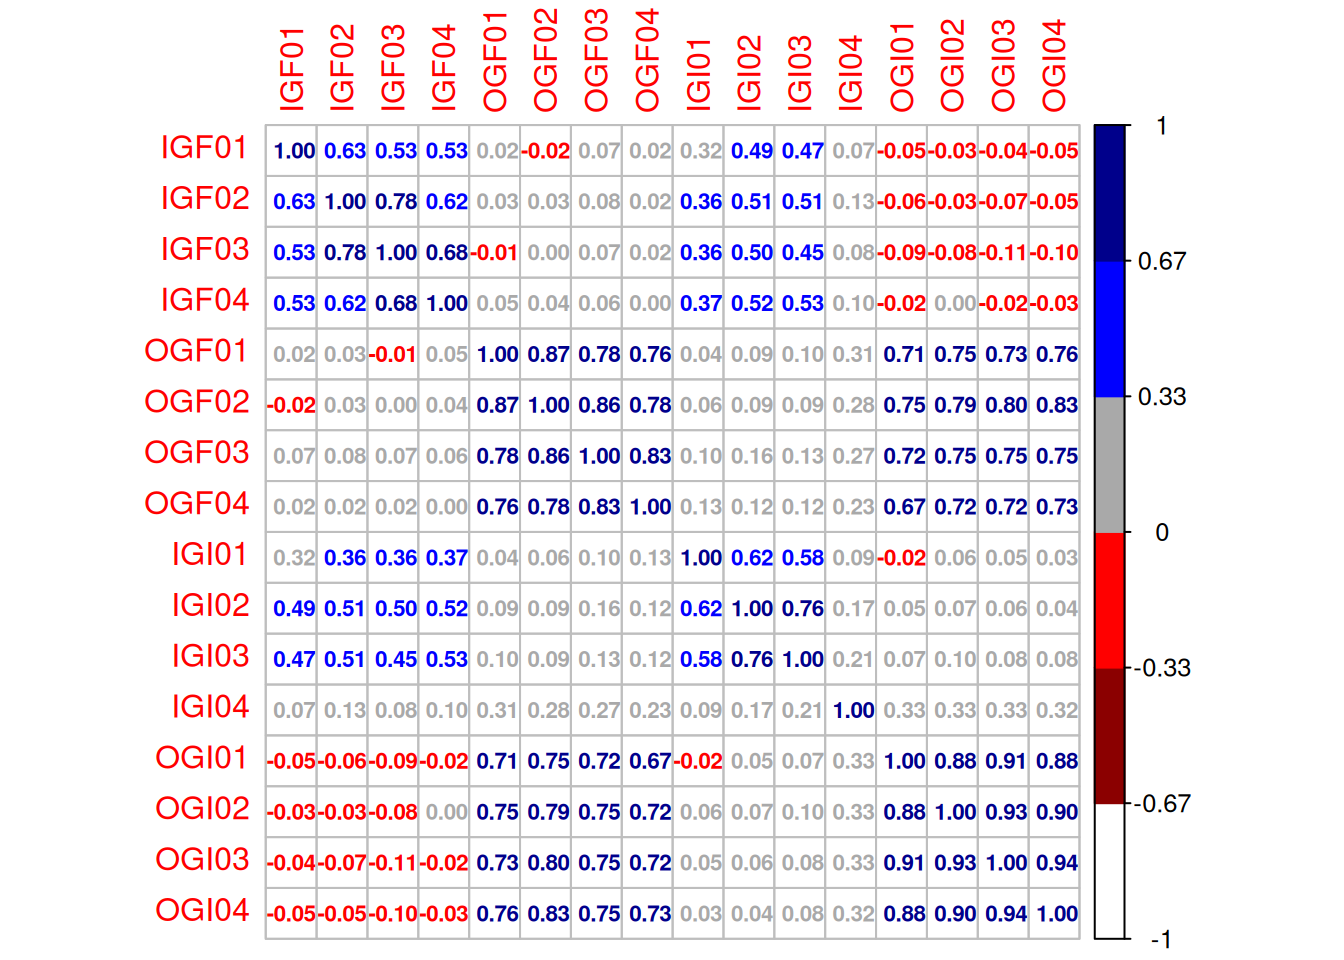 IGF01 IGF02 IGF03 IGF04 OGF01 OGF02 OGF03 OGF04 IGI01 IGI02 IGI03 IGI04 OGI01 OGI02 OGI03 OGI04
IGF01 1.00 0.63 0.53 0.53 0.02 -0.02 0.07 0.02 0.32 0.49 0.47 0.07 -0.05 -0.03 -0.04 -0.05
IGF02 0.63 1.00 0.78 0.62 0.03 0.03 0.08 0.02 0.36 0.51 0.51 0.13 -0.06 -0.03 -0.07 -0.05
IGF03 0.53 0.78 1.00 0.68 -0.01 0.00 0.07 0.02 0.36 0.50 0.45 0.08 -0.09 -0.08 -0.11 -0.10
IGF04 0.53 0.62 0.68 1.00 0.05 0.04 0.06 0.00 0.37 0.52 0.53 0.10 -0.02 0.00 -0.02 -0.03
OGF01 0.02 0.03 -0.01 0.05 1.00 0.87 0.78 0.76 0.04 0.09 0.10 0.31 0.71 0.75 0.73 0.76
OGF02 -0.02 0.03 0.00 0.04 0.87 1.00 0.86 0.78 0.06 0.09 0.09 0.28 0.75 0.79 0.80 0.83
OGF03 0.07 0.08 0.07 0.06 0.78 0.86 1.00 0.83 0.10 0.16 0.13 0.27 0.72 0.75 0.75 0.75
OGF04 0.02 0.02 0.02 0.00 0.76 0.78 0.83 1.00 0.13 0.12 0.12 0.23 0.67 0.72 0.72 0.73
IGI01 0.32 0.36 0.36 0.37 0.04 0.06 0.10 0.13 1.00 0.62 0.58 0.09 -0.02 0.06 0.05 0.03
IGI02 0.49 0.51 0.50 0.52 0.09 0.09 0.16 0.12 0.62 1.00 0.76 0.17 0.05 0.07 0.06 0.04
IGI03 0.47 0.51 0.45 0.53 0.10 0.09 0.13 0.12 0.58 0.76 1.00 0.21 0.07 0.10 0.08 0.08
IGI04 0.07 0.13 0.08 0.10 0.31 0.28 0.27 0.23 0.09 0.17 0.21 1.00 0.33 0.33 0.33 0.32
OGI01 -0.05 -0.06 -0.09 -0.02 0.71 0.75 0.72 0.67 -0.02 0.05 0.07 0.33 1.00 0.88 0.91 0.88
OGI02 -0.03 -0.03 -0.08 0.00 0.75 0.79 0.75 0.72 0.06 0.07 0.10 0.33 0.88 1.00 0.93 0.90
OGI03 -0.04 -0.07 -0.11 -0.02 0.73 0.80 0.75 0.72 0.05 0.06 0.08 0.33 0.91 0.93 1.00 0.94
OGI04 -0.05 -0.05 -0.10 -0.03 0.76 0.83 0.75 0.73 0.03 0.04 0.08 0.32 0.88 0.90 0.94 1.00
1
0.67
0.33
0
-0.33
-0.67
-1